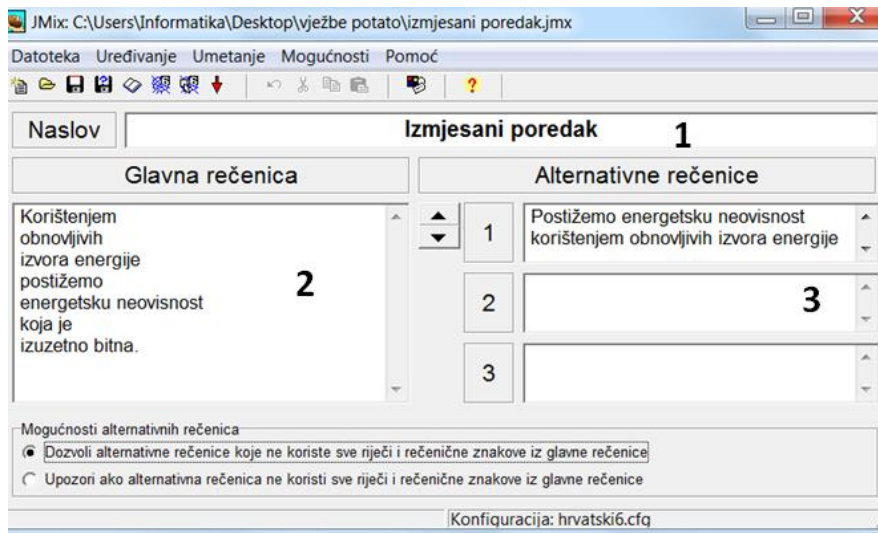 JMix: C:\Users\Informatika\Desktop\vježbe potato\izmjesani poredak.jmx
Datoteka Uređivanje Umetanje Mogućnosti Pomoć
Naslov Izmjesani poredak 1
Glavna rečenica Alternativne rečenice
Korištenjem
obnovljivih
izvora energije
postižemo
energetsku neovisnost
koja je
izuzetno bitna.
2
1 Postižemo energetsku neovisnost
korištenjem obnovljivih izvora energije
2 3
3
Mogućnosti alternativnih rečenica
Dozvoli alternativne rečenice koje ne koriste sve riječi i rečenične znakove iz glavne rečenice
Upozori ako alternativna rečenica ne koristi sve riječi i rečenične znakove iz glavne rečenice
Konfiguracija: hrvatski6.cfg